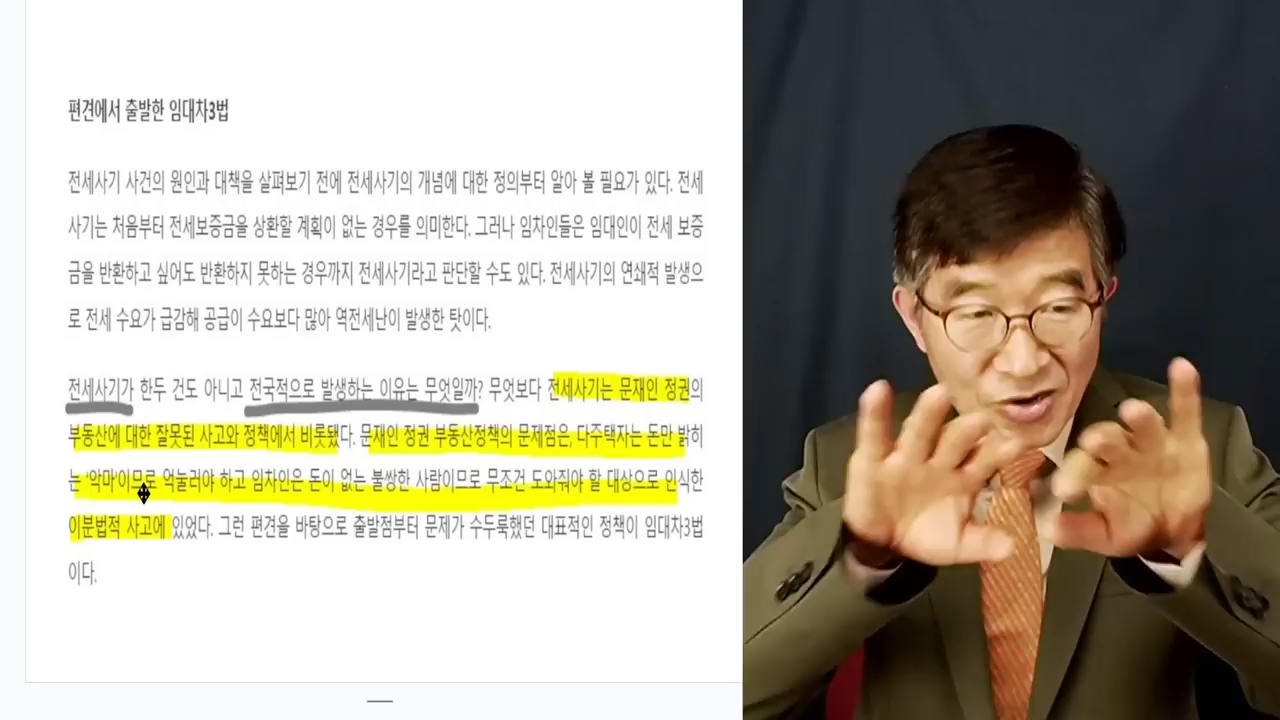 편견에서 출발한 임대차3법
전세사기 사건의 원인과 대책을 살펴보기 전에 전세사기의 개념에 대한 정의부터 알아 볼 필요가 있다. 전세
사기는 처음부터 전세보증금을 상환할 계획이 없는 경우를 의미한다. 그러나 임차인들은 임대인이 전세 보증
금을 반환하고 싶어도 반환하지 못하는 경우까지 전세사기라고 판단할 수도 있다. 전세사기의 연쇄적 발생으
로 전세 수요가 급감해 공급이 수요보다 많아 역전세난이 발생한 탓이다.
전세사기가 한두 건도 아니고 전국적으로 발생하는 이유는 무엇일까? 무엇보다 전세사기는 문재인 정권의
부동산에 대한 잘못된 사고와 정책에서 비롯됐다. 문재인 정권 부동산정책의 문제점은, 다주택자는 돈만 밝히
는 '악마'이므로 억눌러야 하고 임차인은 돈이 없는 불쌍한 사람이므로 무조건 도와줘야 할 대상으로 인식한
이분법적 사고에 있었다. 그런 편견을 바탕으로 출발점부터 문제가 수두룩했던 대표적인 정책이 임대차3법
이다.